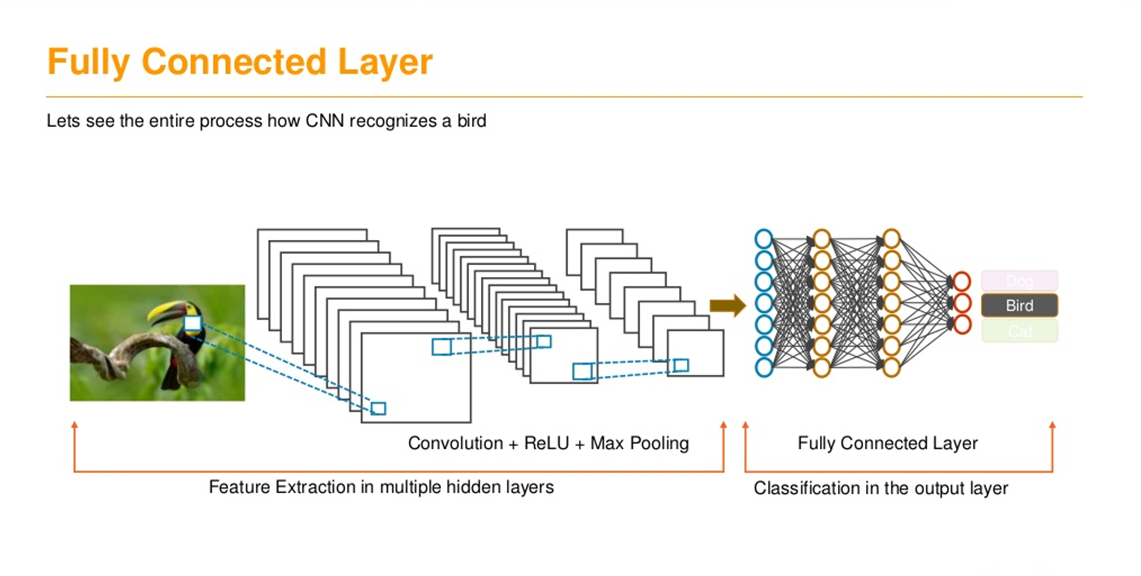 Fully Connected Layer
Lets see the entire process how CNN recognizes a bird
Dog
Bird
Cat
Convolution + ReLU + Max Pooling
Fully Connected Layer
Feature Extraction in multiple hidden layers
Classification in the output layer